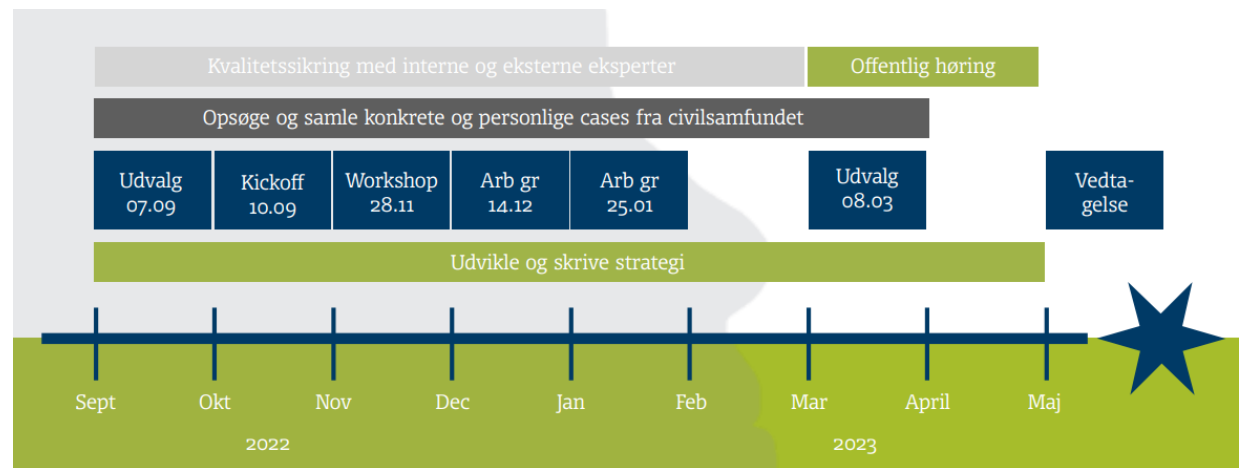 Kvalitetssikring med interne og eksterne eksperter
Offentlig høring
Opsøge og samle konkrete og personlige cases fra civilsamfundet
Udvalg
07.09
Kickoff
10.09
Workshop
28.11
Arb gr
14.12
Arb gr
25.01
Udvalg
08.03
Vedta-
gelse
Udvikle og skrive strategi
Sept
Okt
Nov
Dec
Jan
Feb
Mar
April
Maj
2022
2023